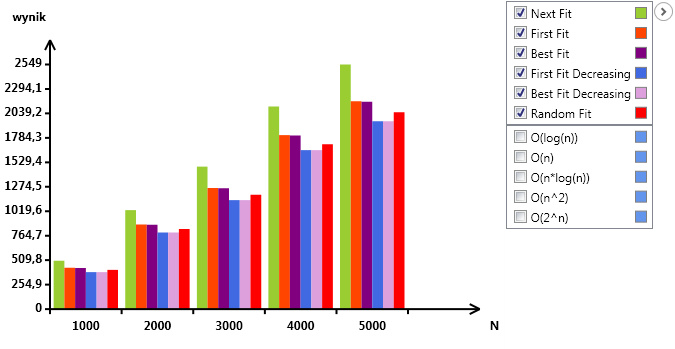 wynik
2549
2294,1
2039,2
1784,3
1529,4
1274,5
1019,6
764,7
509,8
254,9
0
1000 2000 3000 4000 5000 N
Next Fit
First Fit
Best Fit
First Fit Decreasing
Best Fit Decreasing
Random Fit
O(log(n))
O(n)
O(n*log(n))
O(n^2)
O(2^n)